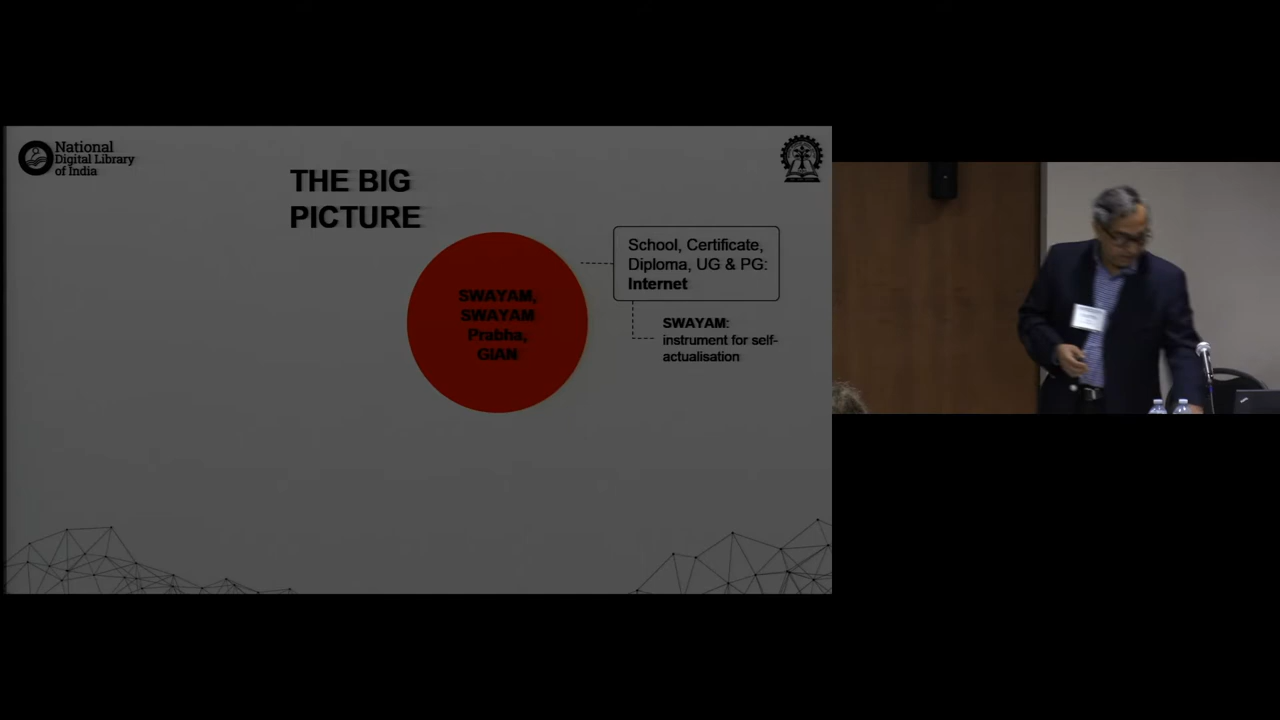 National
Digital Library
of India
THE BIG
PICTURE
SWAYAM,
SWAYAM
Prabha,
GIAN
School, Certificate,
Diploma, UG & PG:
Internet
SWAYAM:
instrument for self-
actualisation